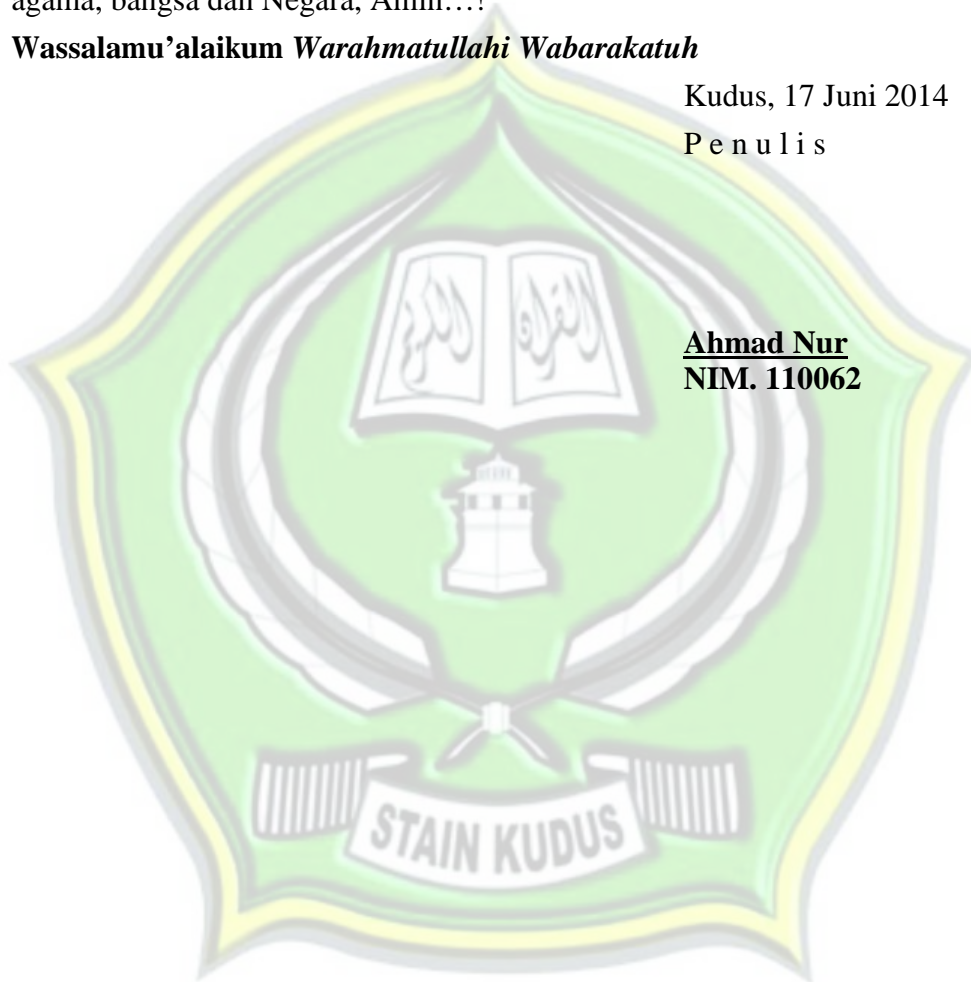 agama, bangsa dan Negara, Amin…!
Wassalamu’alaikum Warahmatullahi Wabarakatuh
Kudus, 17 Juni 2014
P e n u l i s
Ahmad Nur
NIM. 110062
القرآن
STAIN KUDUS